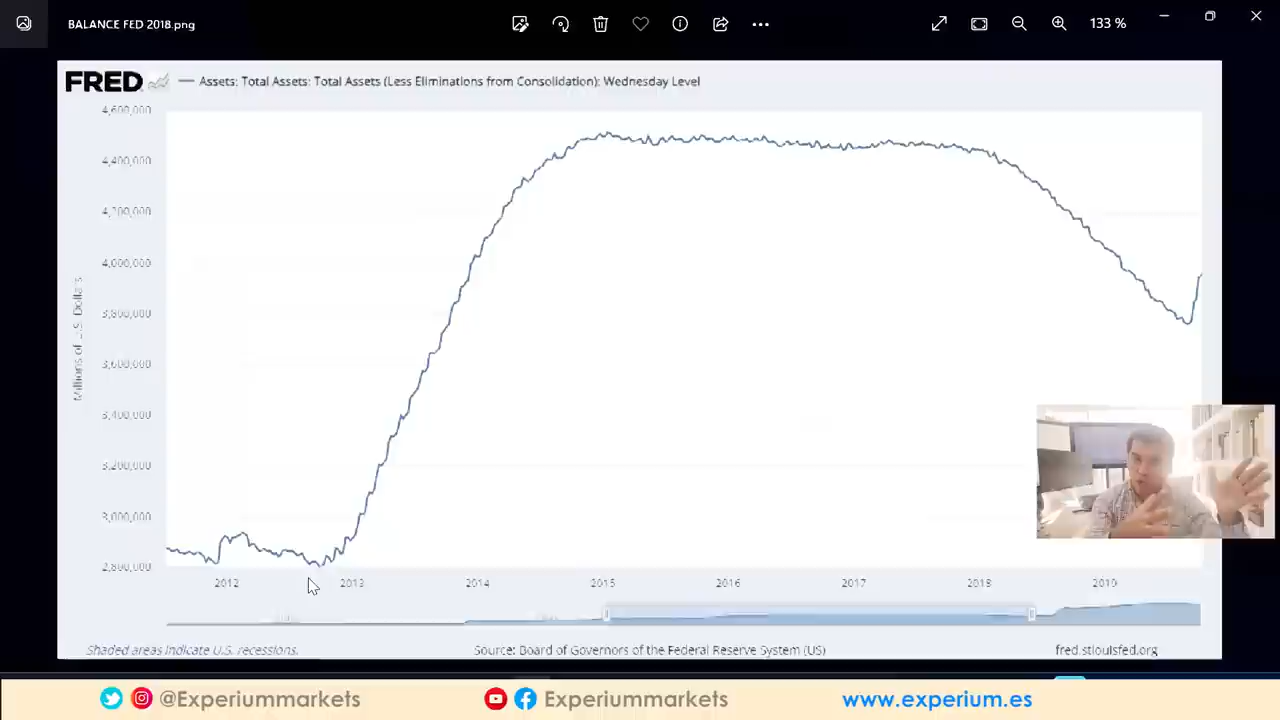 BALANCE FED 2018.png
133 %
FRED
Assets: Total Assets: Total Assets (Less Eliminations from Consolidation): Wednesday Level
4,600,000
4,400,000
4,200,000
4,000,000
3,800,000
3,600,000
3,400,000
3,200,000
3,000,000
2,800,000
Millions of U.S. Dollars
2012 2013 2014 2015 2016 2017 2018 2019
Shaded areas indicate U.S. recessions.
Source: Board of Governors of the Federal Reserve System (US)
fred.stlouisfed.org
@Experiummarkets
Experiummarkets
www.experium.es